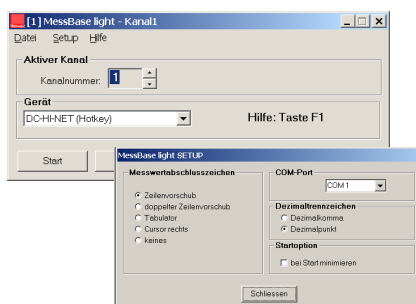 [1] MessBase light - Kanal1
Datei Setup Hilfe
Aktiver Kanal
Kanalnummer: 1
Gerät
DC-HI-NET (Hotkey)
Hilfe: Taste F1
Start
MessBase light SETUP
Messwertabschlusszeichen
Zeilenvorschub
doppelter Zeilenvorschub
Tabulator
Cursor rechts
keines
COM-Port
COM 1
Dezimaltrennzeichen
Dezimalkomma
Dezimalpunkt
Startoption
bei Start minimieren
Schliessen